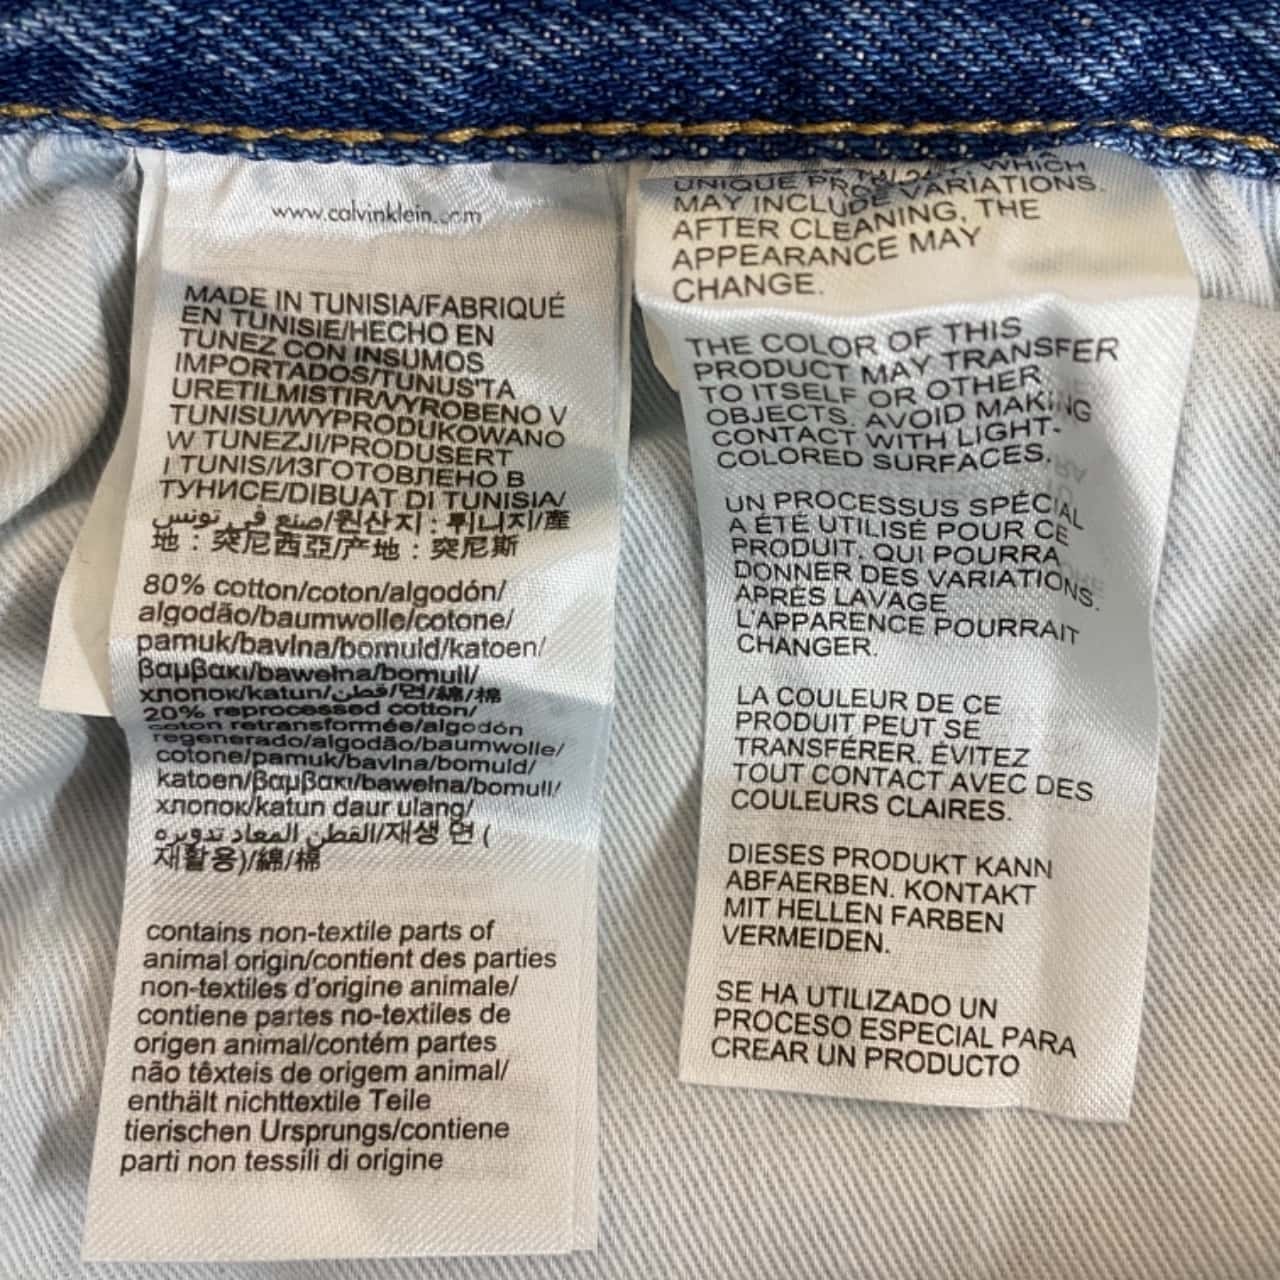 www.calvinklein.com
MADE IN TUNISIA/FABRIQUÉ
EN TUNISIE/HECHO EN
TÚNEZ CON INSUMOS
IMPORTADOS/TUNUS'TA
URETILMISTIR/VYROBENO V
TUNISU/WYPRODUKOWANO
W TUNEZJI/PRODUSERT
I TUNIS/ИЗГОТОВЛЕНО В
ТУНИСЕ/DIBUAT DI TUNISIA/
صنع في تونس/원산지 : 튀니지/產
地 : 突尼西亞/产地 : 突尼斯
80% cotton/coton/algodón/
algodão/baumwolle/cotone/
pamuk/bavlna/bomuld/katoen/
βαμβακι/bawełna/bomull/
хлопок/katun/قطن/면/綿/棉
20% reprocessed cotton/
coton retransformée/algodón
regenerado/algodão/baumwolle/
cotone/pamuk/bavlna/bomuld/
katoen/βαμβακι/bawełna/bomull/
хлопок/katun daur ulang/
القطن المعاد تدويره/재생 면 (
재활용)/綿/棉
contains non-textile parts of
animal origin/contient des parties
non-textiles d'origine animale/
contiene partes no-textiles de
origen animal/contém partes
não têxteis de origem animal/
enthält nichttextile Teile
tierischen Ursprungs/contiene
parti non tessili di origine
WHICH
UNIQUE VARIATIONS.
MAY INCLUDE
AFTER CLEANING, THE
APPEARANCE MAY
CHANGE.
THE COLOR OF THIS
PRODUCT MAY TRANSFER
TO ITSELF OR OTHER
OBJECTS. AVOID MAKING
CONTACT WITH LIGHT-
COLORED SURFACES.
UN PROCESSUS SPÉCIAL
A ÉTÉ UTILISÉ POUR CE
PRODUIT, QUI POURRA
DONNER DES VARIATIONS.
APRÈS LAVAGE
L'APPARENCE POURRAIT
CHANGER.
LA COULEUR DE CE
PRODUIT PEUT SE
TRANSFÉRER. ÉVITEZ
TOUT CONTACT AVEC DES
COULEURS CLAIRES.
DIESES PRODUKT KANN
ABFAERBEN. KONTAKT
MIT HELLEN FARBEN
VERMEIDEN.
SE HA UTILIZADO UN
PROCESO ESPECIAL PARA
CREAR UN PRODUCTO